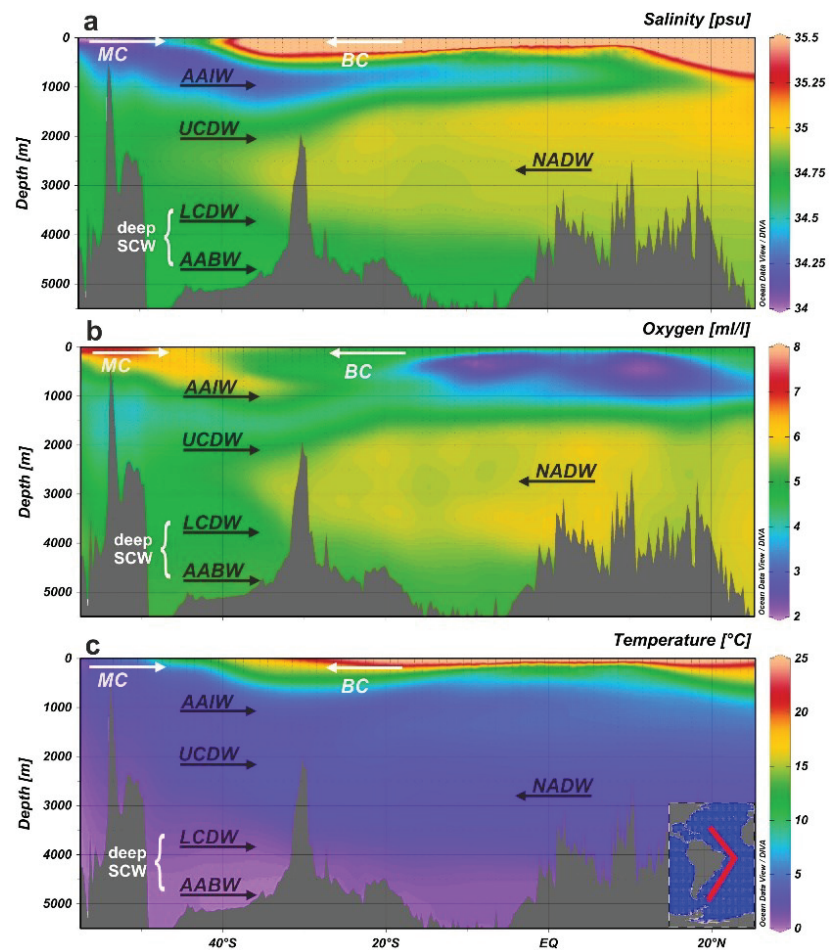 a
Salinity [psu]
0
1000
2000
3000
4000
5000
Depth [m]
MC
BC
AAIW
UCDW
NADW
LCDW
deep
SCW
AABW
35.5
35.25
35
34.75
34.5
34.25
34
Ocean Data View / DIVA
b
Oxygen [ml/l]
0
1000
2000
3000
4000
5000
Depth [m]
MC
BC
AAIW
UCDW
NADW
LCDW
deep
SCW
AABW
8
7
6
5
4
3
2
Ocean Data View / DIVA
c
Temperature [°C]
0
1000
2000
3000
4000
5000
Depth [m]
MC
BC
AAIW
UCDW
NADW
LCDW
deep
SCW
AABW
25
20
15
10
5
0
Ocean Data View / DIVA
40°S
20°S
EQ
20°N